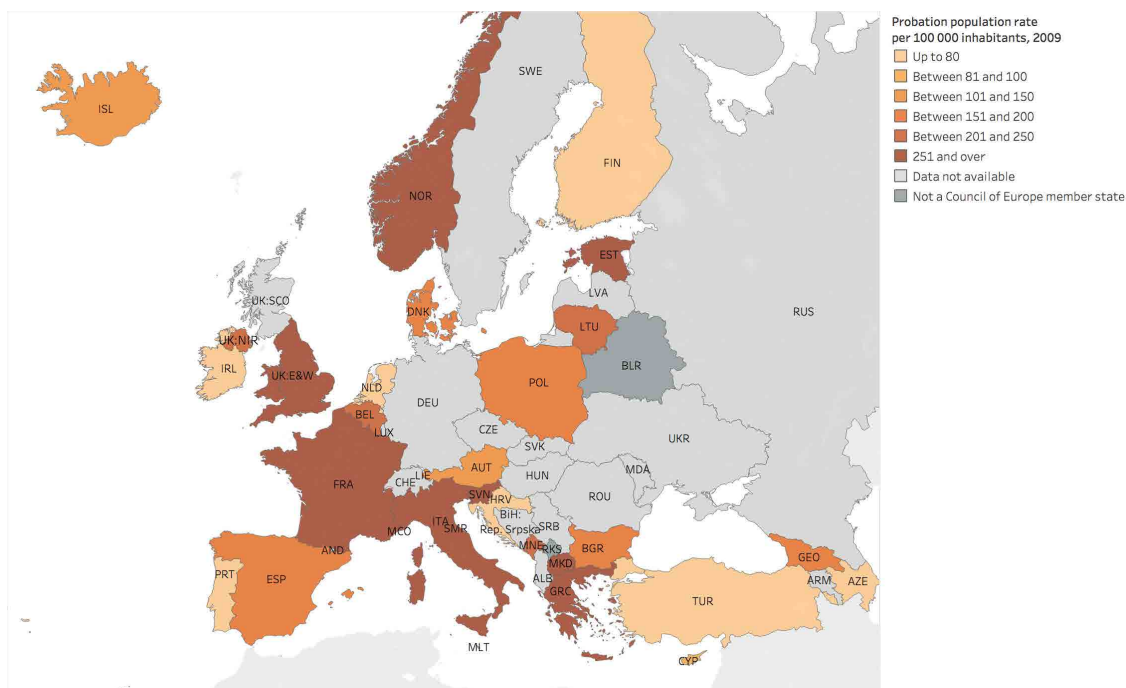 Probation population rate
per 100 000 inhabitants, 2009
Up to 80
Between 81 and 100
Between 101 and 150
Between 151 and 200
Between 201 and 250
251 and over
Data not available
Not a Council of Europe member state
SWE
ISL
FIN
NOR
EST
LVA
UK:SCO
DNK
RUS
LTU
UK:NIR
IRL
UK:E&W
BLR
NLD
POL
DEU
BEL
LUX
CZE
UKR
SVK
AUT
MDA
LIE
CHE
HUN
FRA
SVN
HRV
ROU
BiH:
Rep. Srpska
ITA
SMR
SRB
MCO
MNE
RKS
BGR
AND
GEO
MKD
PRT
ESP
ALB
ARM
AZE
GRC
TUR
MLT
CYP